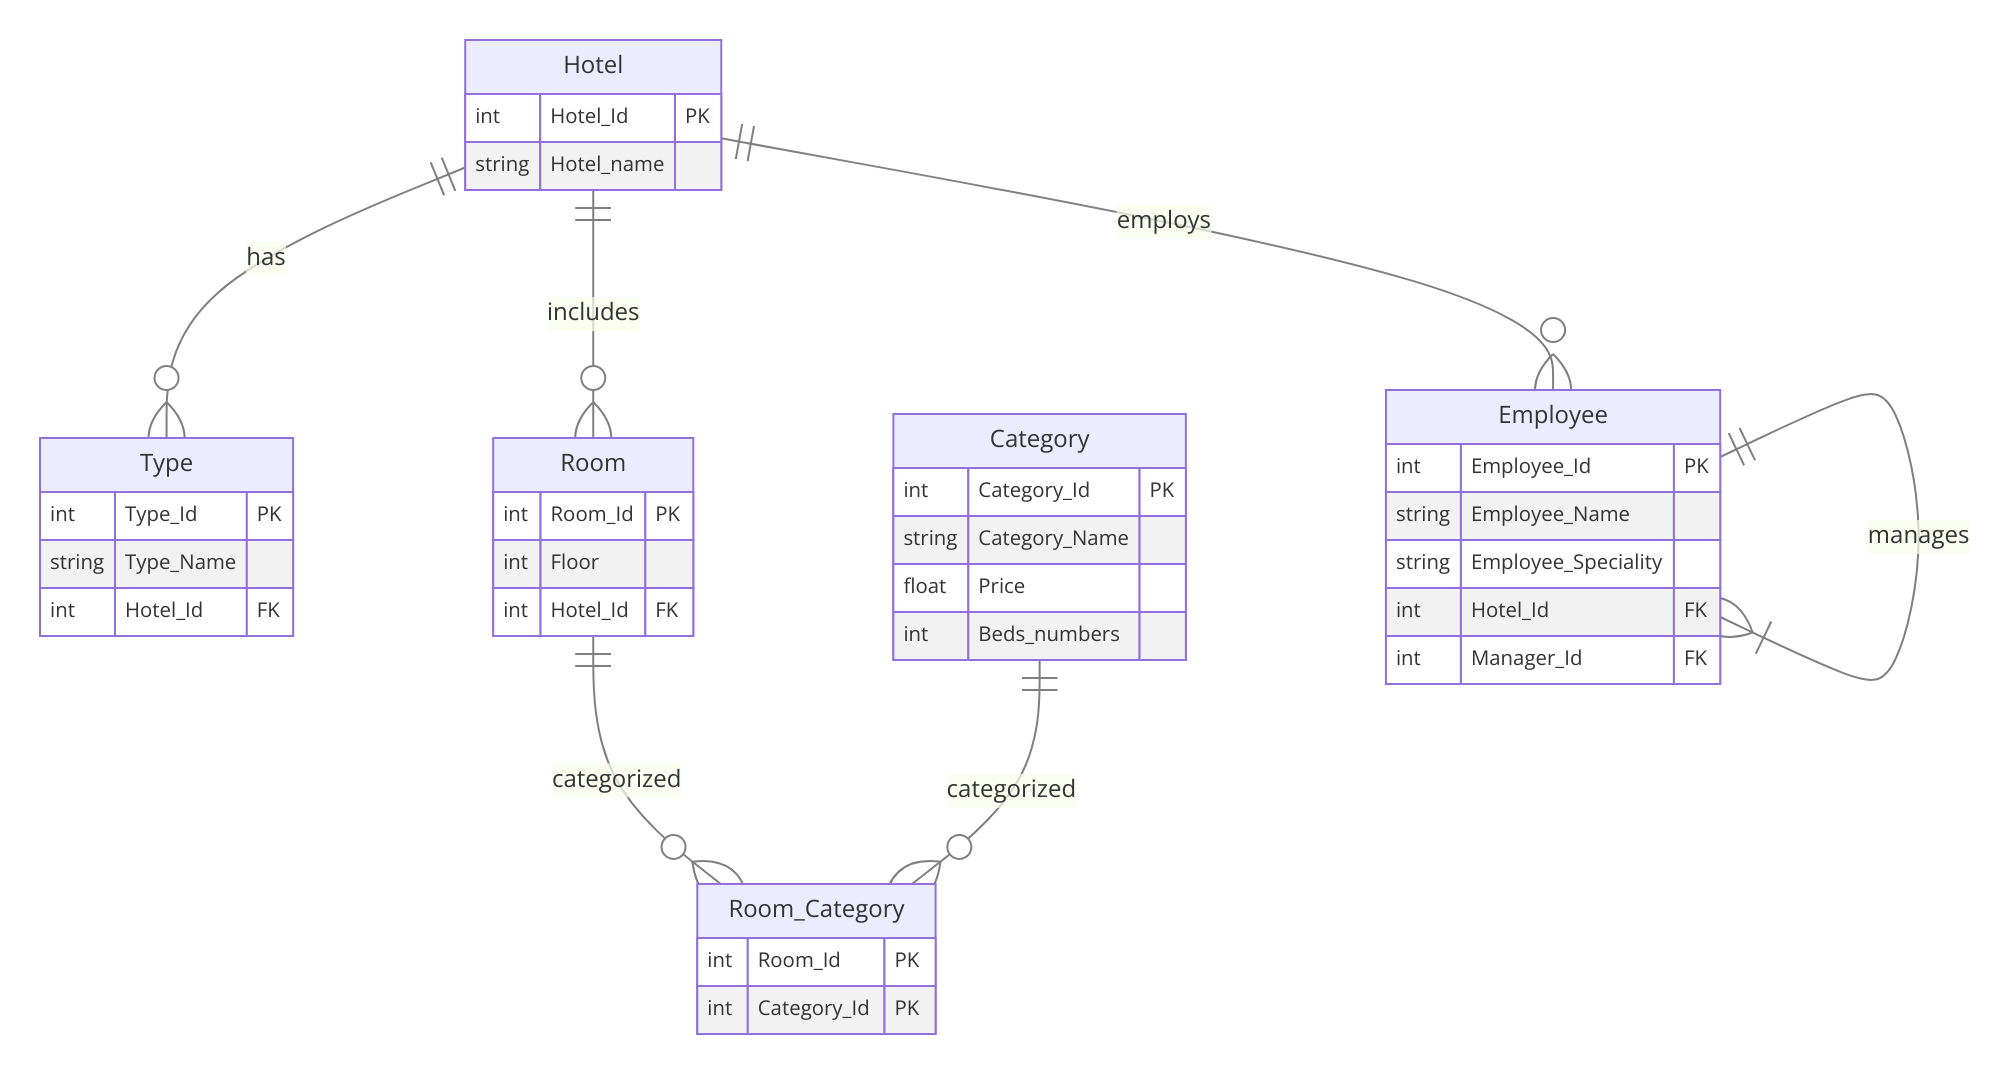 Hotel
int Hotel_Id PK
string Hotel_name
has
includes
employs
Type
int Type_Id PK
string Type_Name
int Hotel_Id FK
Room
int Room_Id PK
int Floor
int Hotel_Id FK
Category
int Category_Id PK
string Category_Name
float Price
int Beds_numbers
Employee
int Employee_Id PK
string Employee_Name
string Employee_Speciality
int Hotel_Id FK
int Manager_Id FK
manages
categorized
categorized
Room_Category
int Room_Id PK
int Category_Id PK